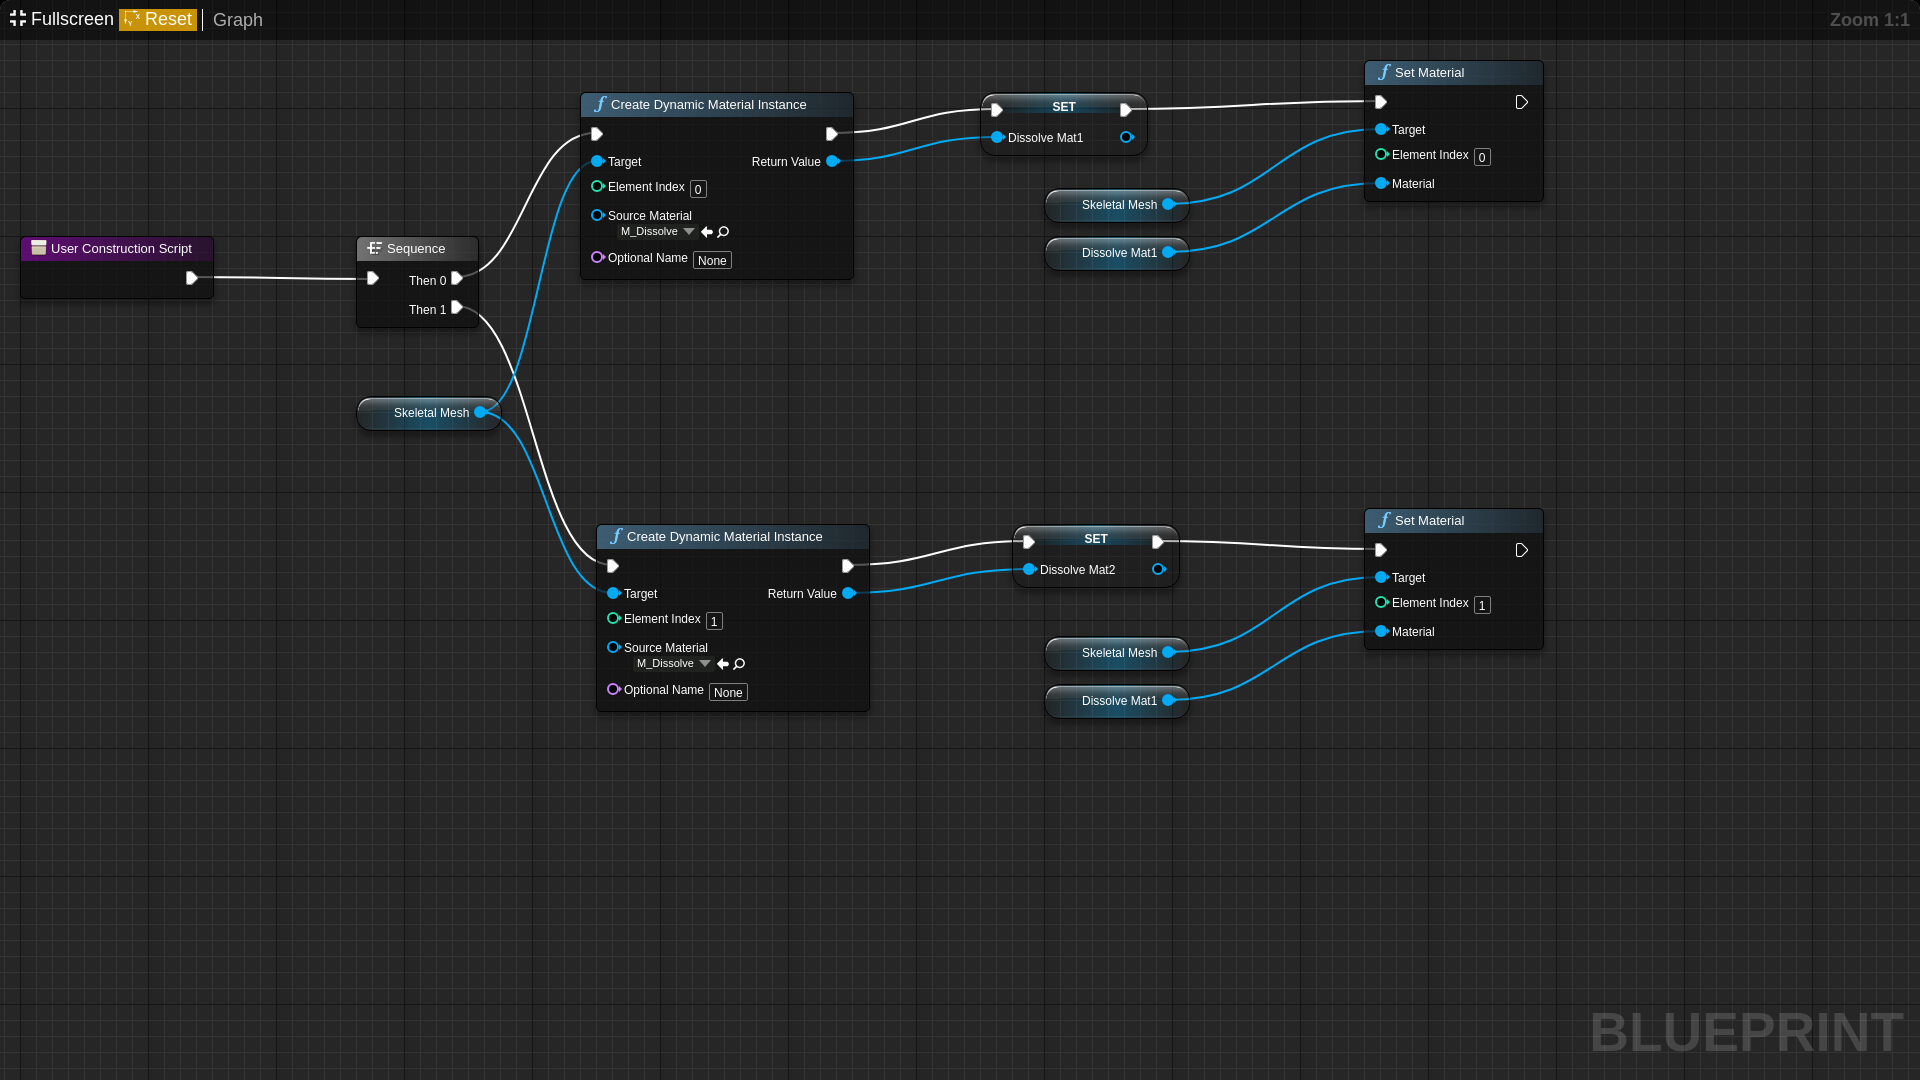 Fullscreen Reset Graph Zoom 1:1
User Construction Script
Sequence
Then 0
Then 1
Skeletal Mesh
Create Dynamic Material Instance
Target Return Value
Element Index 0
Source Material
M_Dissolve
Optional Name None
SET
Dissolve Mat1
Skeletal Mesh
Dissolve Mat1
Set Material
Target
Element Index 0
Material
Create Dynamic Material Instance
Target Return Value
Element Index 1
Source Material
M_Dissolve
Optional Name None
SET
Dissolve Mat2
Skeletal Mesh
Dissolve Mat1
Set Material
Target
Element Index 1
Material
BLUEPRINT